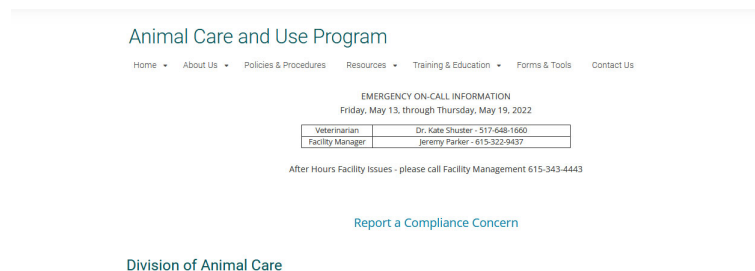 Animal Care and Use Program
Home About Us Policies & Procedures Resources Training & Education Forms & Tools Contact Us
EMERGENCY ON-CALL INFORMATION
Friday, May 13, through Thursday, May 19, 2022
Veterinarian Dr. Kate Shuster - 517-648-1660
Facility Manager Jeremy Parker - 615-322-9437
After Hours Facility Issues - please call Facility Management 615-343-4443
Report a Compliance Concern
Division of Animal Care